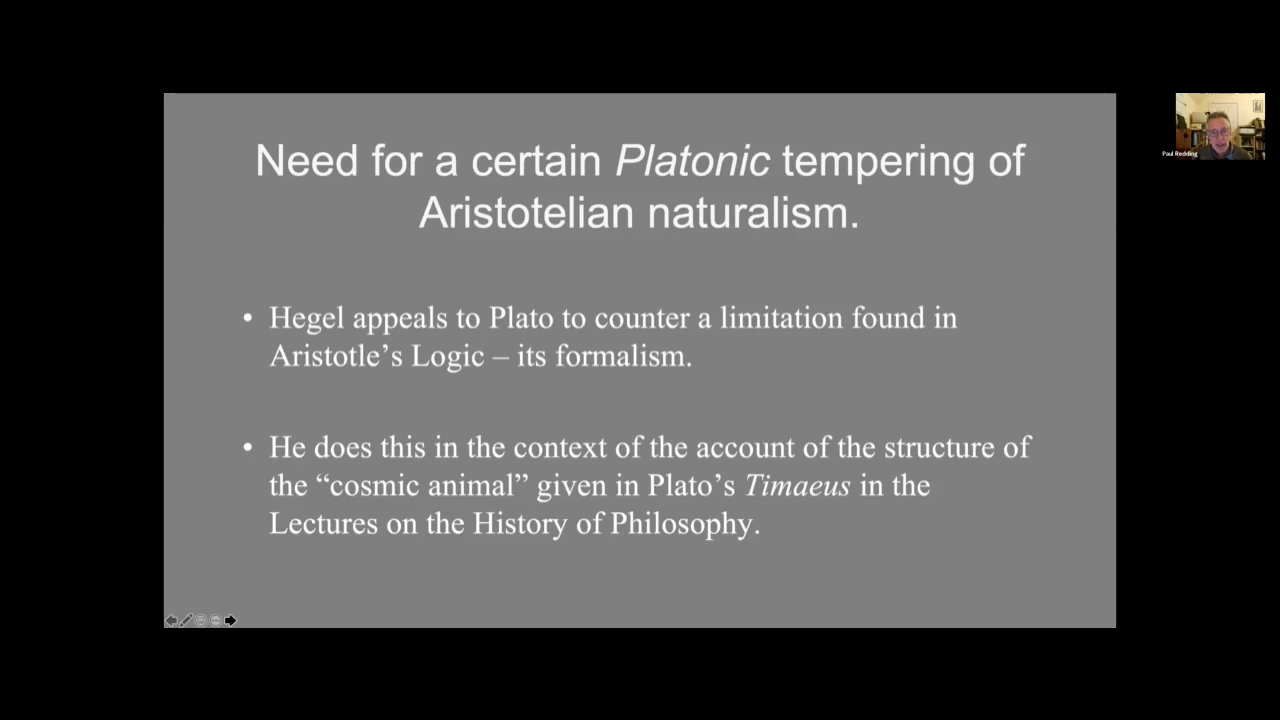 Need for a certain Platonic tempering of
Aristotelian naturalism.
• Hegel appeals to Plato to counter a limitation found in
Aristotle’s Logic – its formalism.
• He does this in the context of the account of the structure of
the “cosmic animal” given in Plato’s Timaeus in the
Lectures on the History of Philosophy.
Paul Redding